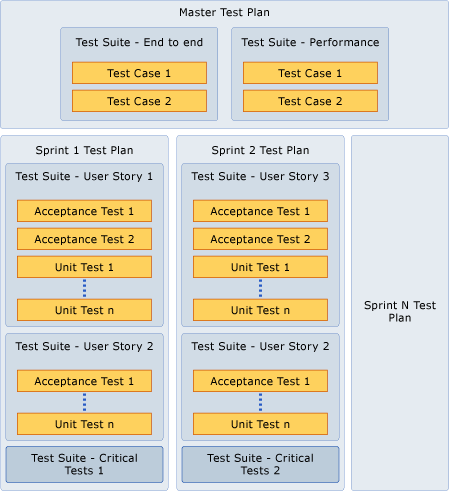 Master Test Plan
Test Suite - End to end
Test Case 1
Test Case 2
Test Suite - Performance
Test Case 1
Test Case 2
Sprint 1 Test Plan
Test Suite - User Story 1
Acceptance Test 1
Acceptance Test 2
Unit Test 1
Unit Test n
Test Suite - User Story 2
Acceptance Test 1
Unit Test n
Test Suite - Critical
Tests 1
Sprint 2 Test Plan
Test Suite - User Story 3
Acceptance Test 1
Acceptance Test 2
Unit Test 1
Unit Test n
Test Suite - User Story 2
Acceptance Test 1
Unit Test n
Test Suite - Critical
Tests 2
Sprint N Test
Plan